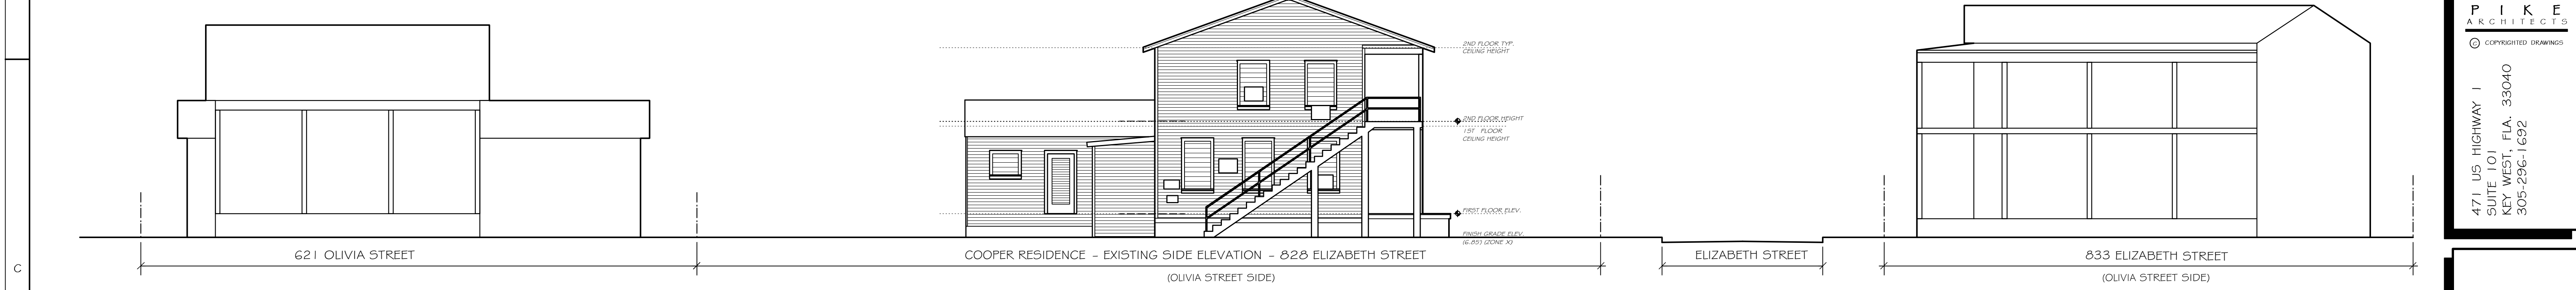 2ND FLOOR TYP.
CEILING HEIGHT
2ND FLOOR HEIGHT
1ST FLOOR
CEILING HEIGHT
FIRST FLOOR ELEV.
FINISH GRADE ELEV.
(6.85') (ZONE X)
621 OLIVIA STREET
COOPER RESIDENCE - EXISTING SIDE ELEVATION - 828 ELIZABETH STREET
(OLIVIA STREET SIDE)
ELIZABETH STREET
833 ELIZABETH STREET
(OLIVIA STREET SIDE)
C
PIKE
ARCHITECTS
© COPYRIGHTED DRAWINGS
471 US HIGHWAY 1
SUITE 101
KEY WEST, FLA. 33040
305-296-1692